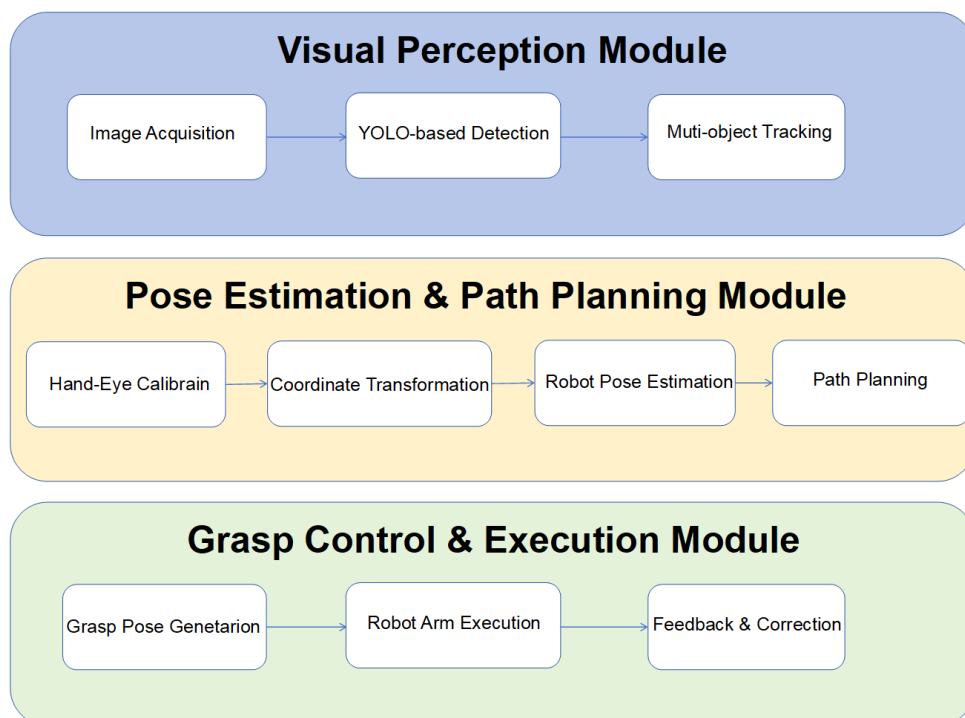 Visual Perception Module
Image Acquisition
YOLO-based Detection
Muti-object Tracking
Pose Estimation & Path Planning Module
Hand-Eye Calibrain
Coordinate Transformation
Robot Pose Estimation
Path Planning
Grasp Control & Execution Module
Grasp Pose Genetarion
Robot Arm Execution
Feedback & Correction